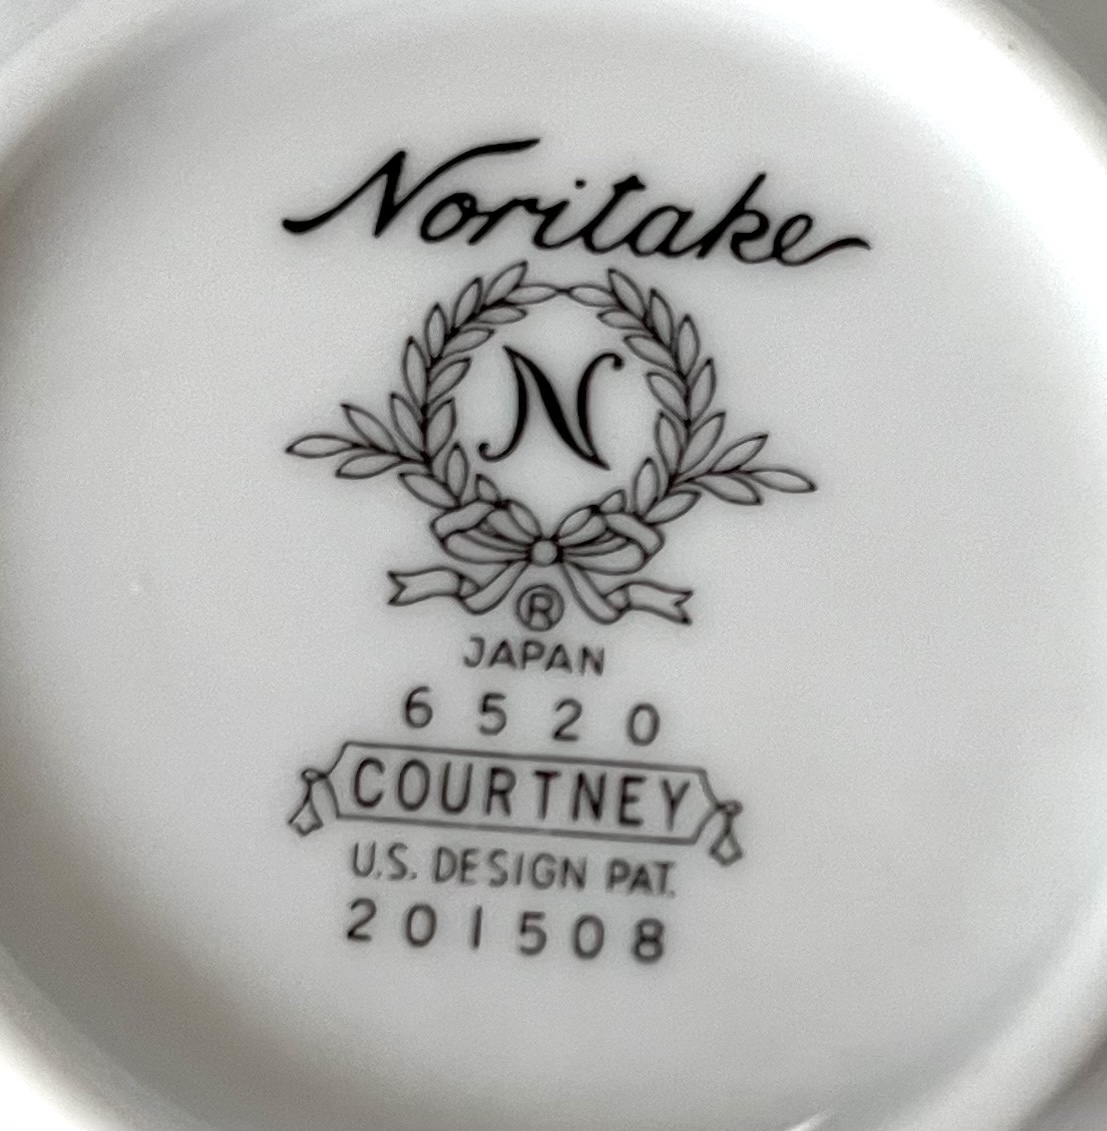 Noritake
N
®
JAPAN
6520
COURTNEY
U.S. DESIGN PAT.
201508